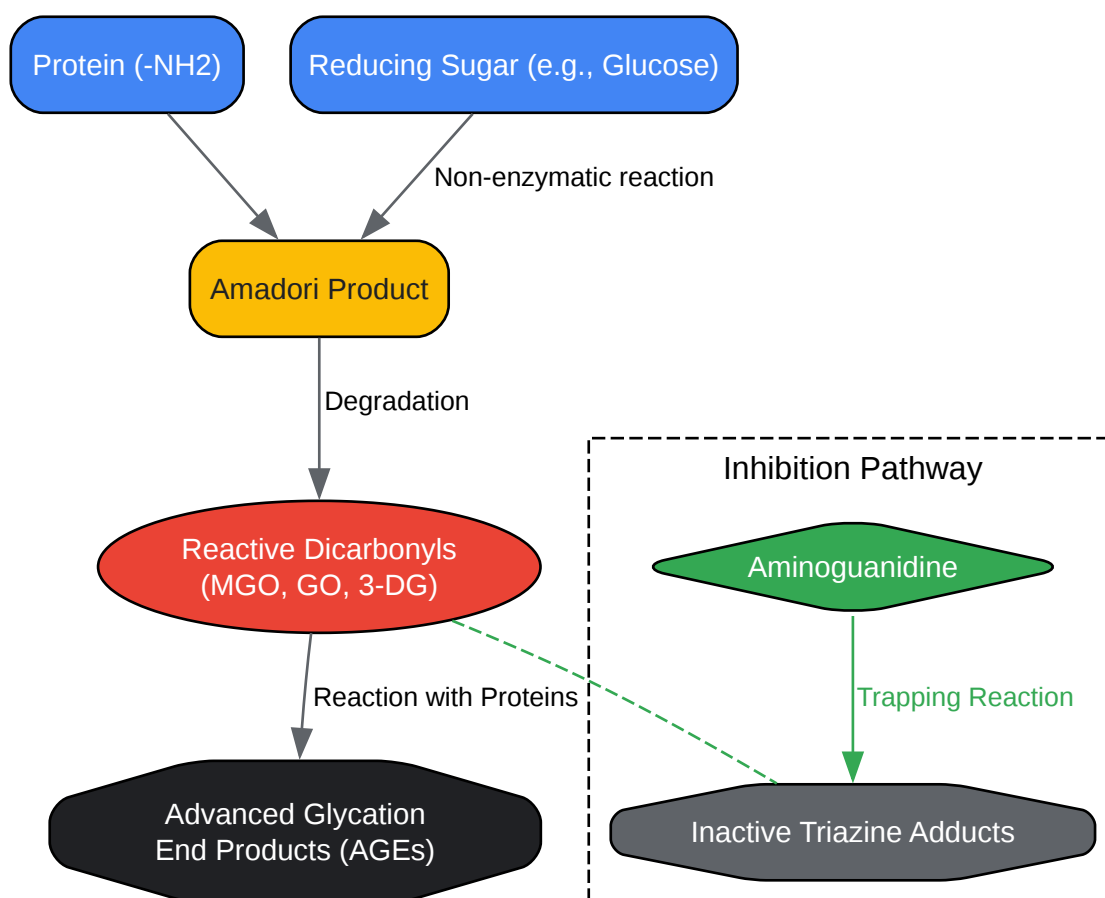 Protein (-NH2)
Reducing Sugar (e.g., Glucose)
Non-enzymatic reaction
Amadori Product
Degradation
Inhibition Pathway
Reactive Dicarbonyls
(MGO, GO, 3-DG)
Aminoguanidine
Reaction with Proteins
Trapping Reaction
Advanced Glycation
End Products (AGEs)
Inactive Triazine Adducts